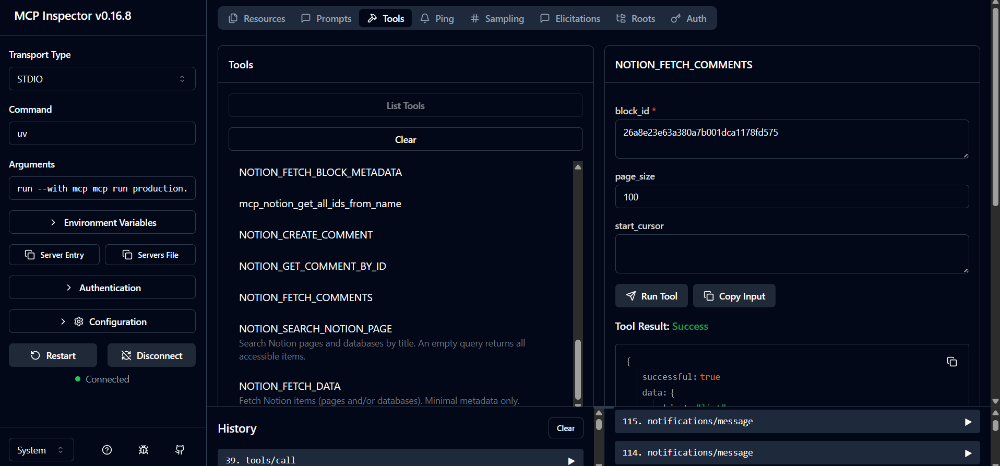 MCP Inspector v0.16.8
Transport Type
STDIO
Command
uv
Arguments
run --with mcp mcp run production.
Environment Variables
Server Entry
Servers File
Authentication
Configuration
Restart
Disconnect
Connected
System
Resources
Prompts
Tools
Ping
Sampling
Elicitations
Roots
Auth
Tools
List Tools
Clear
NOTION_FETCH_BLOCK_METADATA
mcp_notion_get_all_ids_from_name
NOTION_CREATE_COMMENT
NOTION_GET_COMMENT_BY_ID
NOTION_FETCH_COMMENTS
NOTION_SEARCH_NOTION_PAGE
Search Notion pages and databases by title. An empty query returns all
accessible items.
NOTION_FETCH_DATA
Fetch Notion items (pages and/or databases). Minimal metadata only.
NOTION_FETCH_COMMENTS
block_id *
26a8e23e63a380a7b001dca1178fd575
page_size
100
start_cursor
Run Tool
Copy Input
Tool Result: Success
{
successful: true
data: {
History
Clear
39. tools/call
115. notifications/message
114. notifications/message